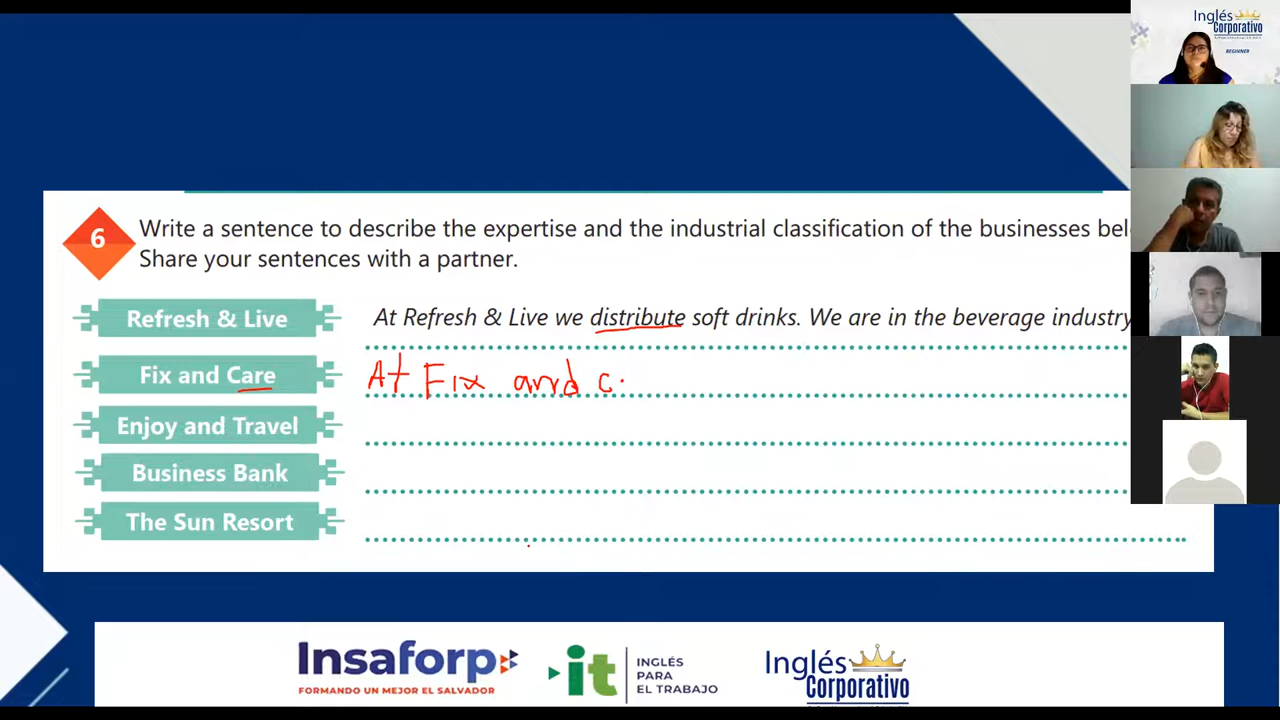 Inglés
Corporativo
BEGINNER
6
Write a sentence to describe the expertise and the industrial classification of the businesses bel
Share your sentences with a partner.
Refresh & Live
At Refresh & Live we distribute soft drinks. We are in the beverage industry
Fix and Care
At Fix and c.
Enjoy and Travel
Business Bank
The Sun Resort
Insaforp
FORMANDO UN MEJOR EL SALVADOR
it
INGLÉS
PARA
EL TRABAJO
Inglés
Corporativo